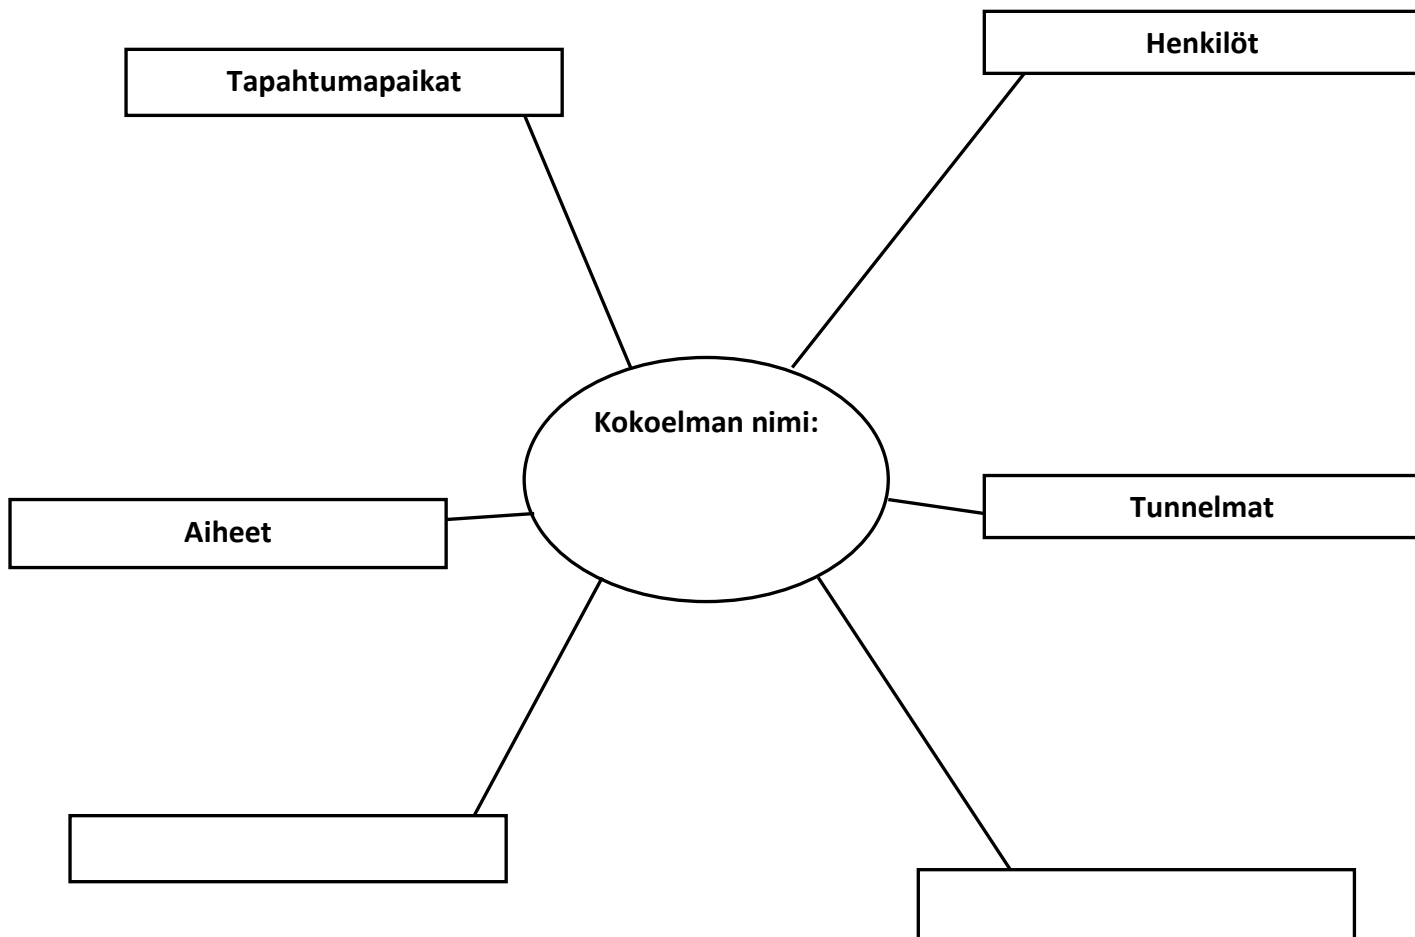 Henkilöt
Tapahtumapaikat
Kokoelman nimi:
Tunnelmat
Aiheet